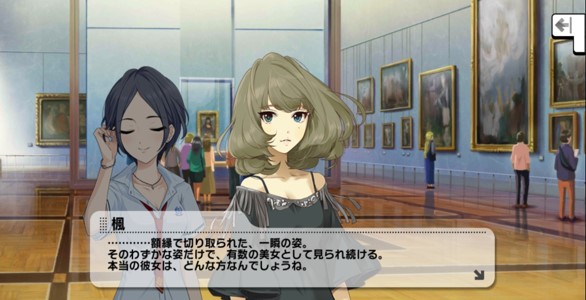 楓
…………額縁で切り取られた、一瞬の姿。
そのわずかな姿だけで、有数の美女として見られ続ける。
本当の彼女は、どんな方なんでしょうね。